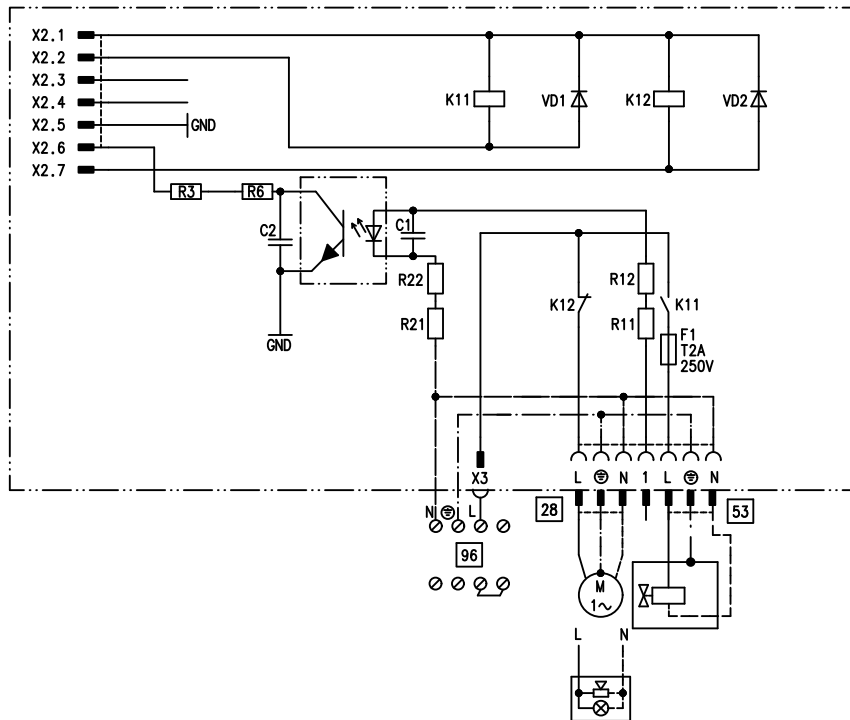 X2.1
X2.2
X2.3
X2.4
X2.5
X2.6
X2.7
GND
K11
VD1
K12
VD2
R3
R6
C2
C1
GND
R22
R21
K12
R12
R11
K11
F1
T2A
250V
X3
L
N
1
L
N
N
L
28
53
96
M
1~
L
N